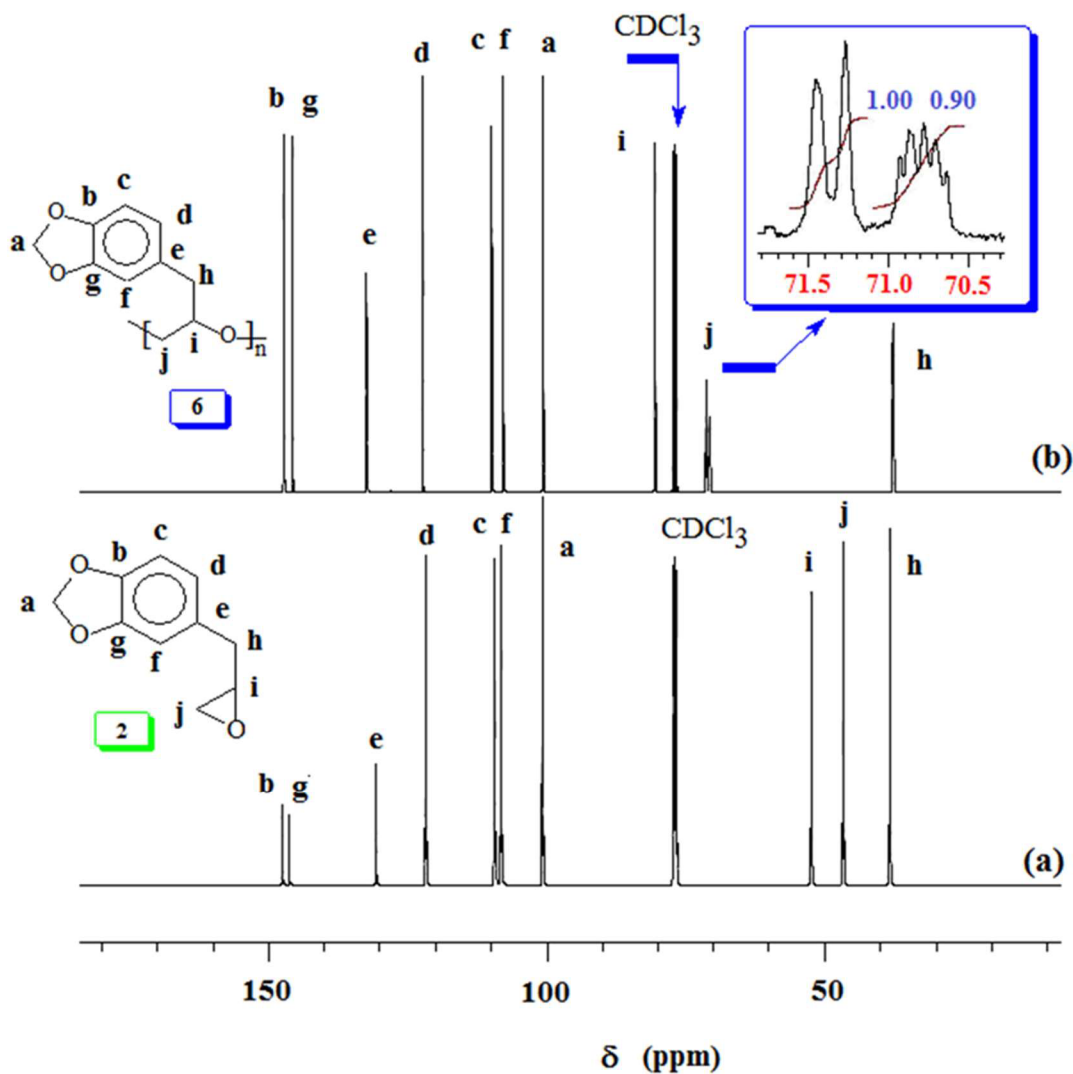 CDCl3
d
c f
a
b g
i
1.00 0.90
71.5 71.0 70.5
c
b
d
O
a
e
O
g
f
h
e
[ ]n
O
i
j
6
j
h
(b)
d
c f
a
CDCl3
i
j
h
c
b
d
O
a
e
O
g
f
h
i
j
O
2
e
b g
(a)
150 100 50
δ (ppm)